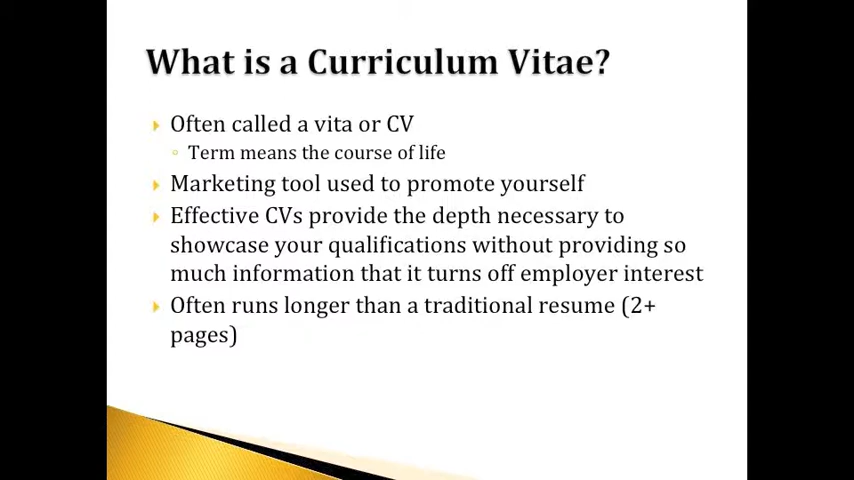 What is a Curriculum Vitae?
Often called a vita or CV
Term means the course of life
Marketing tool used to promote yourself
Effective CVs provide the depth necessary to
showcase your qualifications without providing so
much information that it turns off employer interest
Often runs longer than a traditional resume (2+
pages)